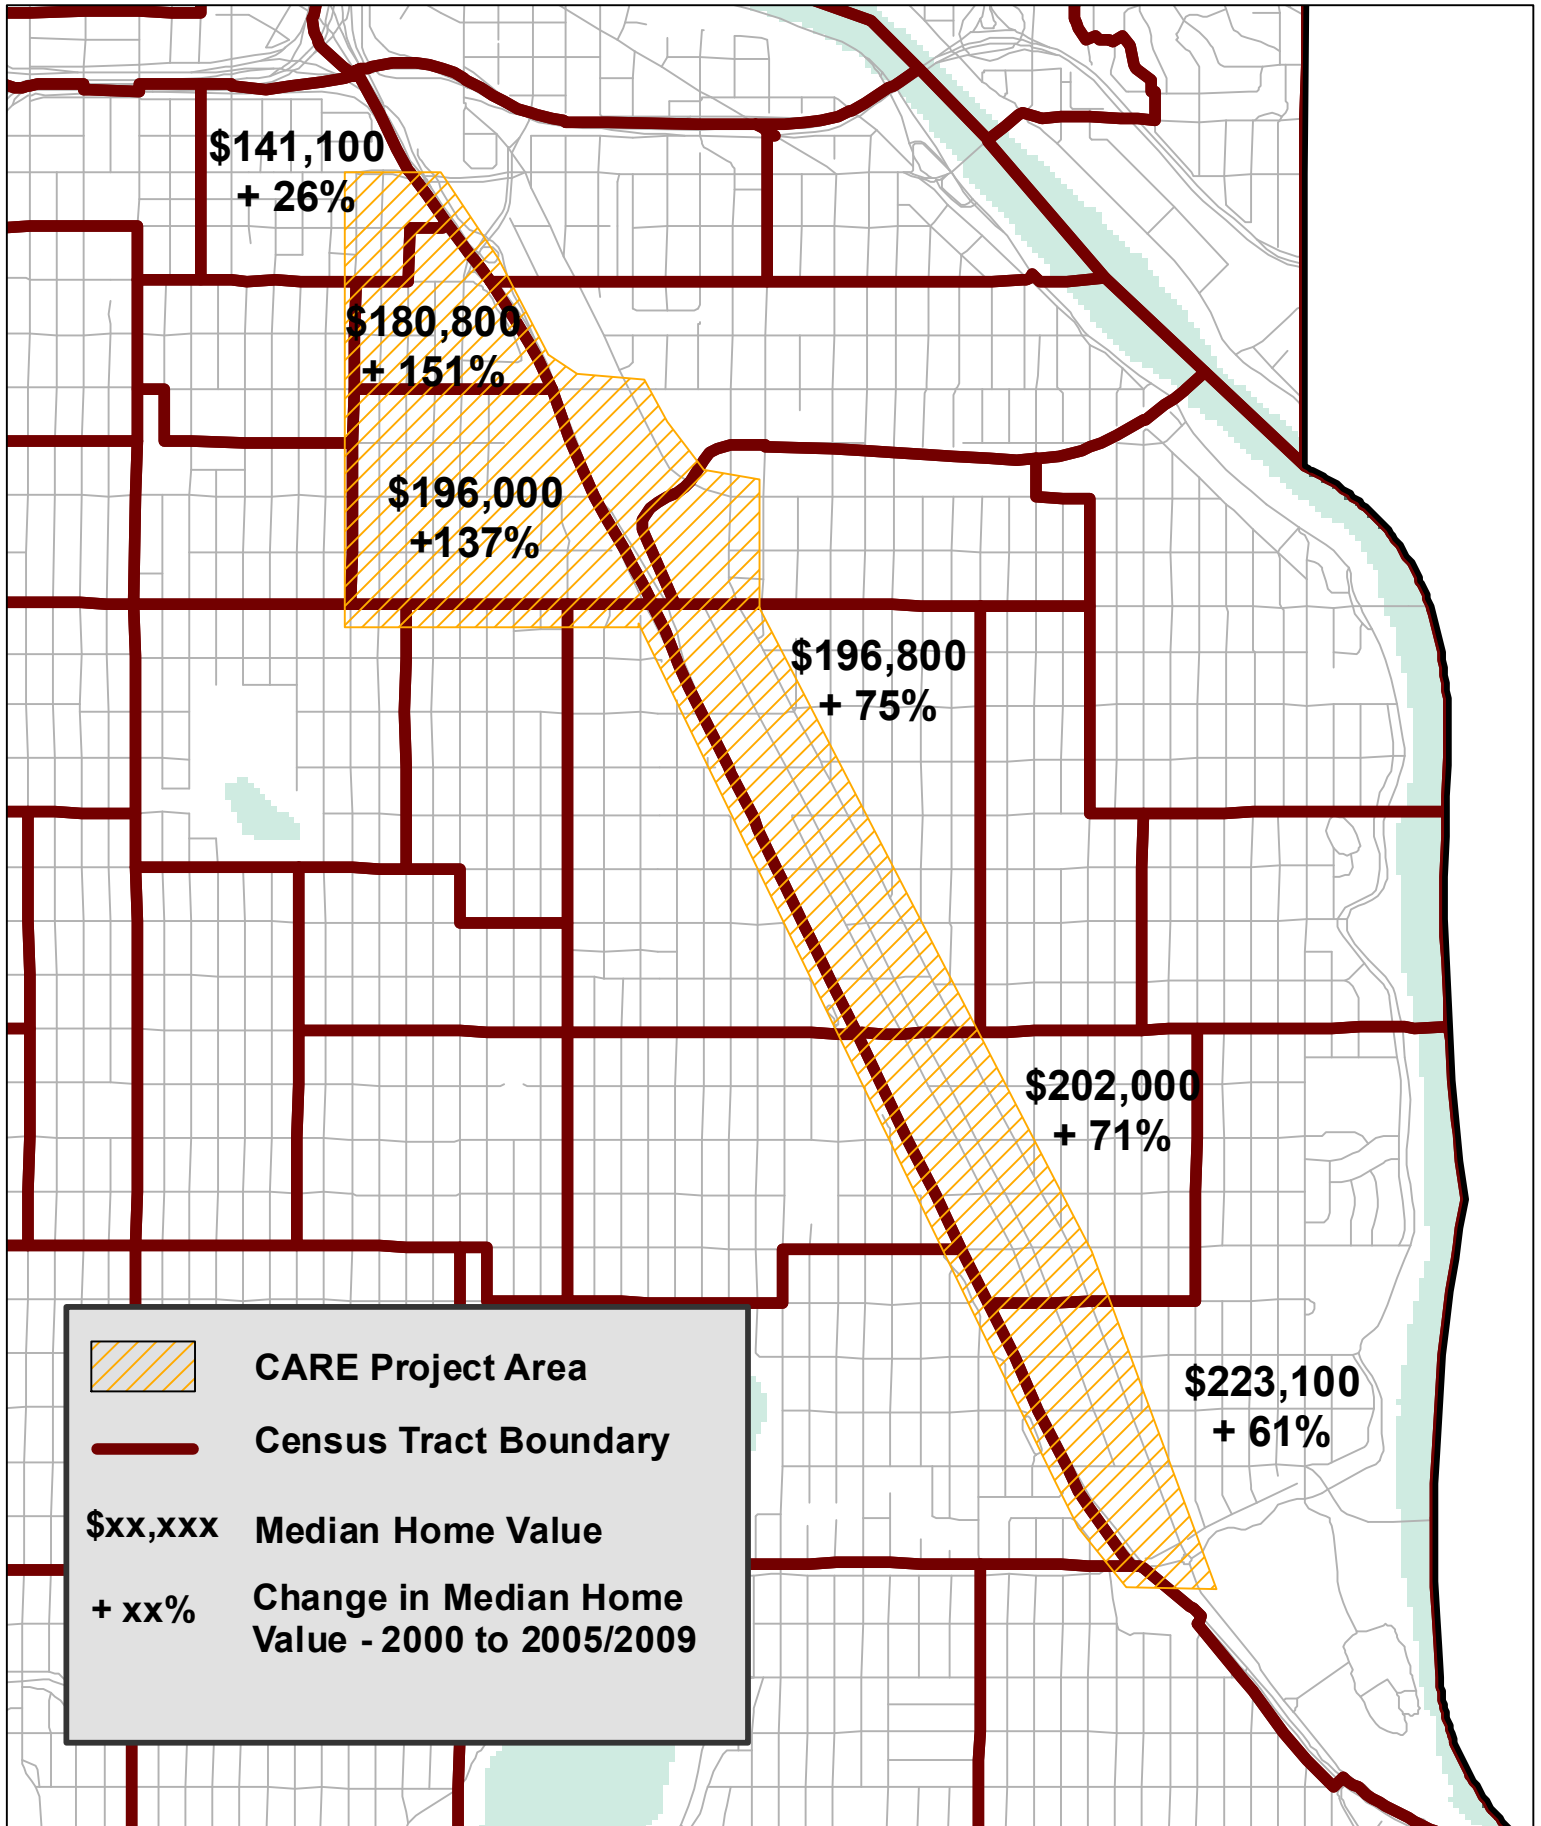 $141,100
+ 26%
$180,800
+ 151%
$196,000
+137%
$196,800
+ 75%
$202,000
+ 71%
$223,100
+ 61%
CARE Project Area
Census Tract Boundary
$xx,xxx Median Home Value
+ xx% Change in Median Home
Value - 2000 to 2005/2009